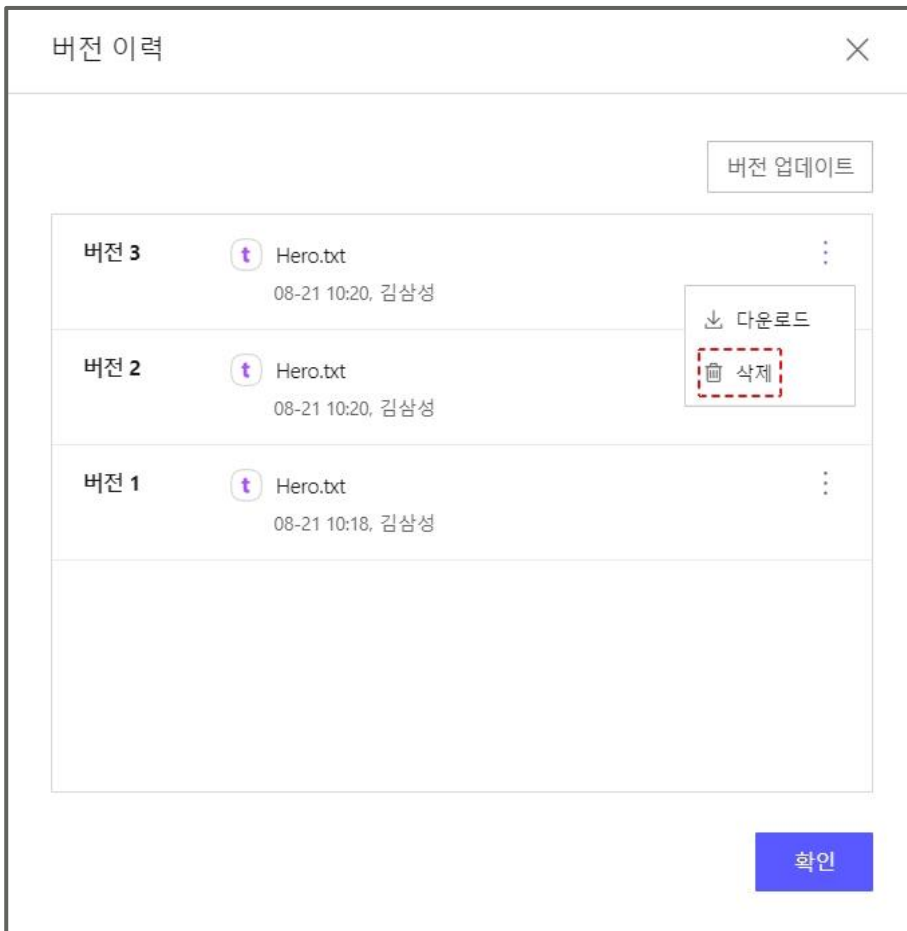 버전 이력
버전 업데이트
버전 3
t Hero.txt
08-21 10:20, 김삼성
다운로드
삭제
버전 2
t Hero.txt
08-21 10:20, 김삼성
버전 1
t Hero.txt
08-21 10:18, 김삼성
확인